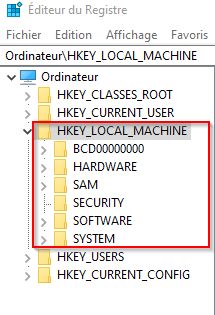 Éditeur du Registre
Fichier Edition Affichage Favoris
Ordinateur\HKEY_LOCAL_MACHINE
Ordinateur
HKEY_CLASSES_ROOT
HKEY_CURRENT_USER
HKEY_LOCAL_MACHINE
BCD00000000
HARDWARE
SAM
SECURITY
SOFTWARE
SYSTEM
HKEY_USERS
HKEY_CURRENT_CONFIG